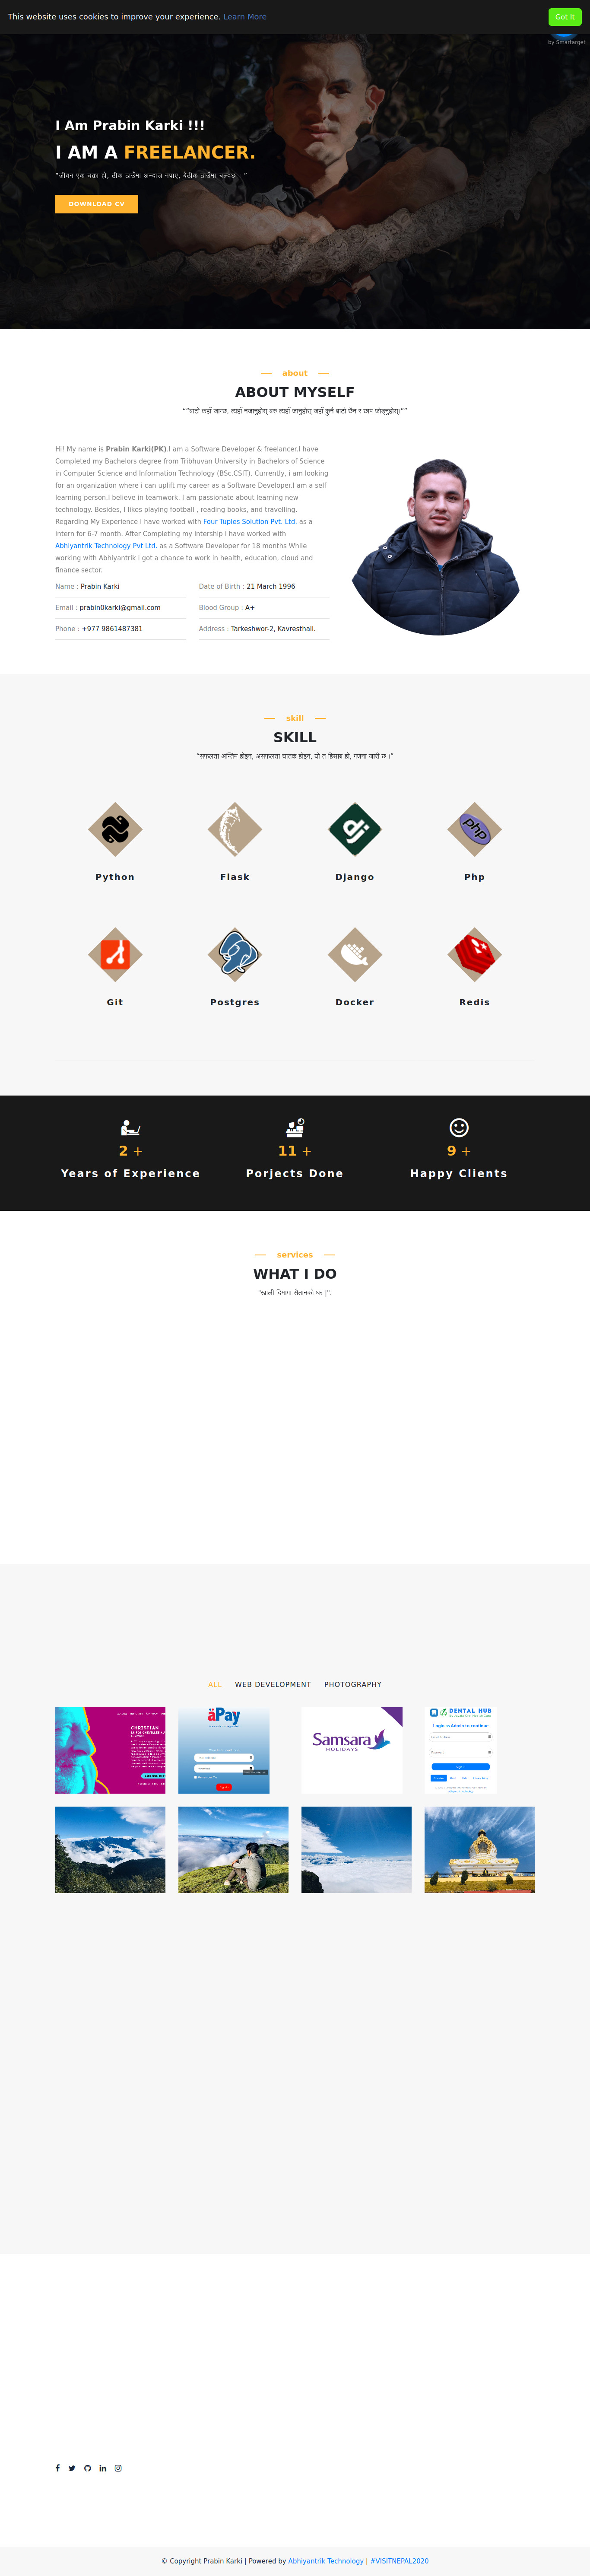 This website uses cookies to improve your experience. Learn More
Got it
by Smartarget
I Am Prabin Karki !!!
I AM A FREELANCER.
"जीवन एक चक्का हो, ठीक ठाउँमा अन्दाज नपाए, बेठीक ठाउँमा चल्दछ । "
DOWNLOAD CV
about
ABOUT MYSELF
""बाटो कहाँ जान्छ, त्यहाँ नजानुहोस् बरु त्यहाँ जानुहोस् जहाँ कुनै बाटो छैन र छाप छोड्नुहोस्।""
Hi! My name is Prabin Karki(PK).I am a Software Developer & freelancer.I have
Completed my Bachelors degree from Tribhuvan University in Bachelors of Science
in Computer Science and Information Technology (BSc.CSIT). Currently, i am looking
for an organization where i can uplift my career as a Software Developer.I am a self
learning person.I believe in teamwork. I am passionate about learning new
technology. Besides, I likes playing football , reading books, and travelling.
Regarding My Experience I have worked with Four Tuples Solution Pvt. Ltd. as a
intern for 6-7 month. After Completing my intership i have worked with
Abhiyantrik Technology Pvt Ltd. as a Software Developer for 18 months While
working with Abhiyantrik i got a chance to work in health, education, cloud and
finance sector.
Name : Prabin Karki
Date of Birth : 21 March 1996
Email : prabin0karki@gmail.com
Blood Group : A+
Phone : +977 9861487381
Address : Tarkeshwor-2, Kavresthali.
skill
SKILL
"सफलता अन्तिम होइन, असफलता घातक होइन, यो त हिसाब हो, गणना जारी छ ।"
Python
Flask
Django
Php
Git
Postgres
Docker
Redis
2 +
Years of Experience
11 +
Porjects Done
9 +
Happy Clients
services
WHAT I DO
"खाली दिमाग सैतानको घर |".
ALL
WEB DEVELOPMENT
PHOTOGRAPHY
CHRISTIAN
äPay
Samsara
HOLIDAYS
DENTAL HUB
Login as Admin to continue
© Copyright Prabin Karki | Powered by Abhiyantrik Technology | #VISITNEPAL2020